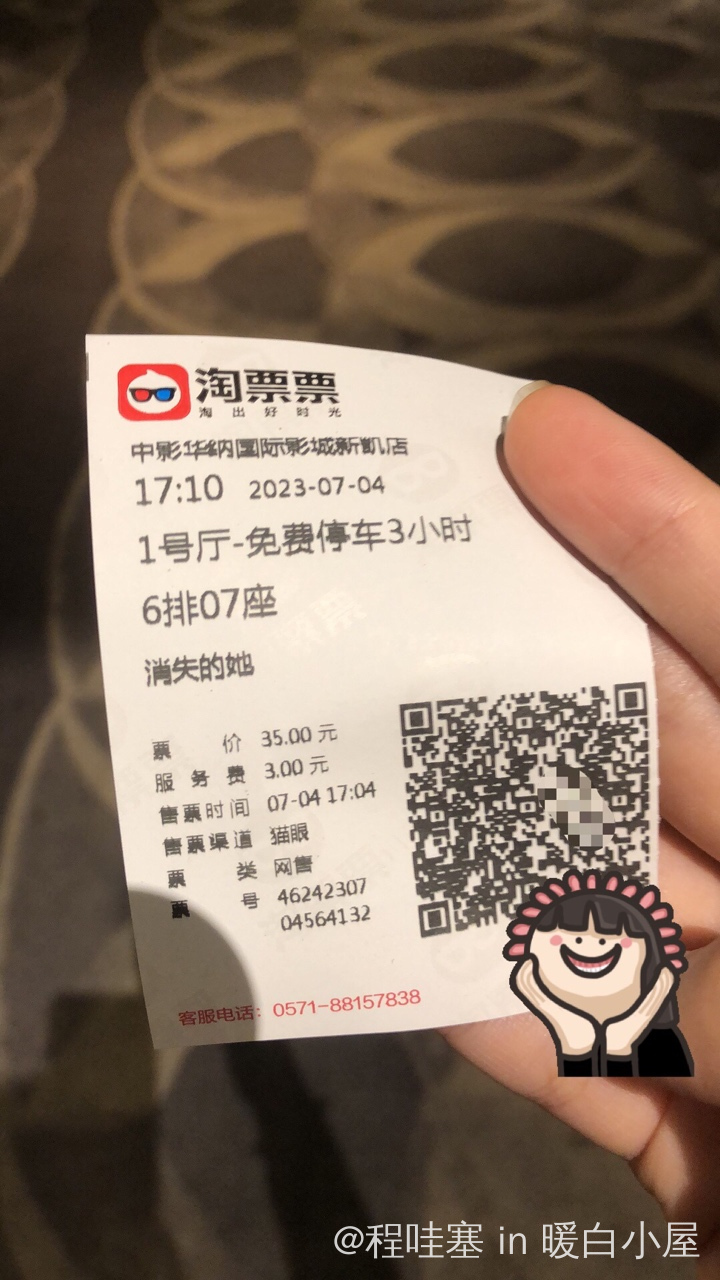 淘票票
淘出好时光
中影华纳国际影城新凯店
17:10 2023-07-04
1号厅-免费停车3小时
6排07座
消失的她
票价 35.00 元
服务费 3.00 元
售票时间 07-04 17:04
售票渠道 猫眼
票类 网售
票号 46242307
04564132
客服电话: 0571-88157838
@程哇塞 in 暖白小屋